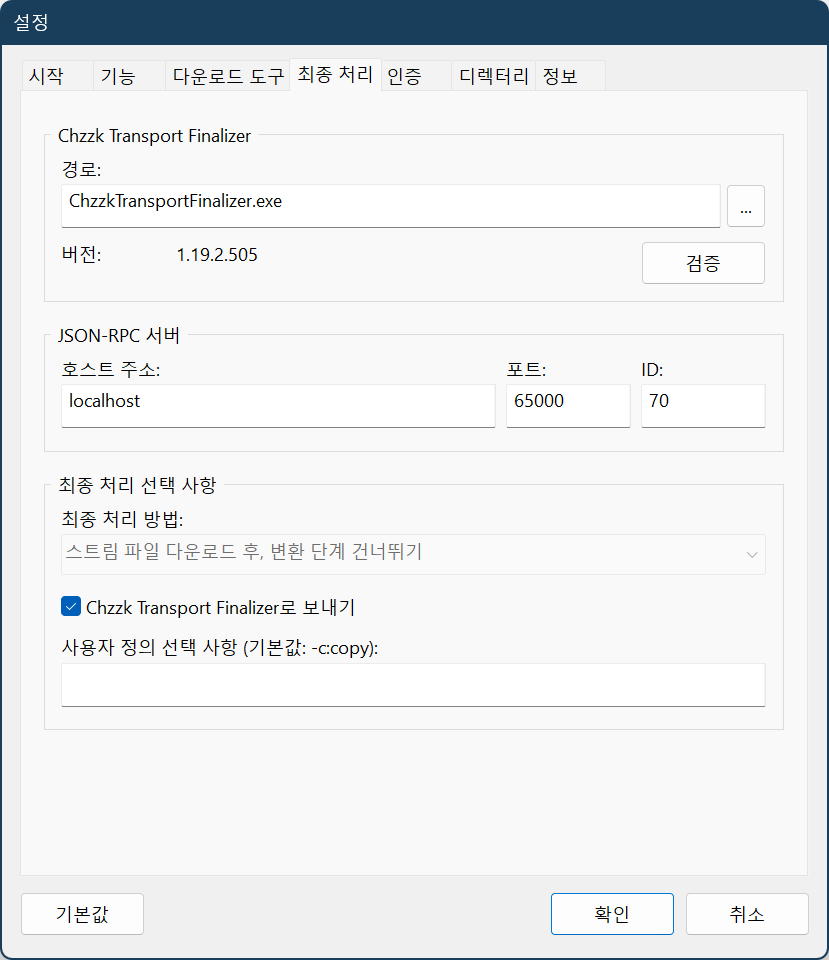 설정
시작 기능 다운로드 도구 최종 처리 인증 디렉터리 정보
Chzzk Transport Finalizer
경로:
ChzzkTransportFinalizer.exe ...
버전: 1.19.2.505 검증
JSON-RPC 서버
호스트 주소: 포트: ID:
localhost 65000 70
최종 처리 선택 사항
최종 처리 방법:
스트림 파일 다운로드 후, 변환 단계 건너뛰기
Chzzk Transport Finalizer로 보내기
사용자 정의 선택 사항 (기본값: -c:copy):
기본값 확인 취소